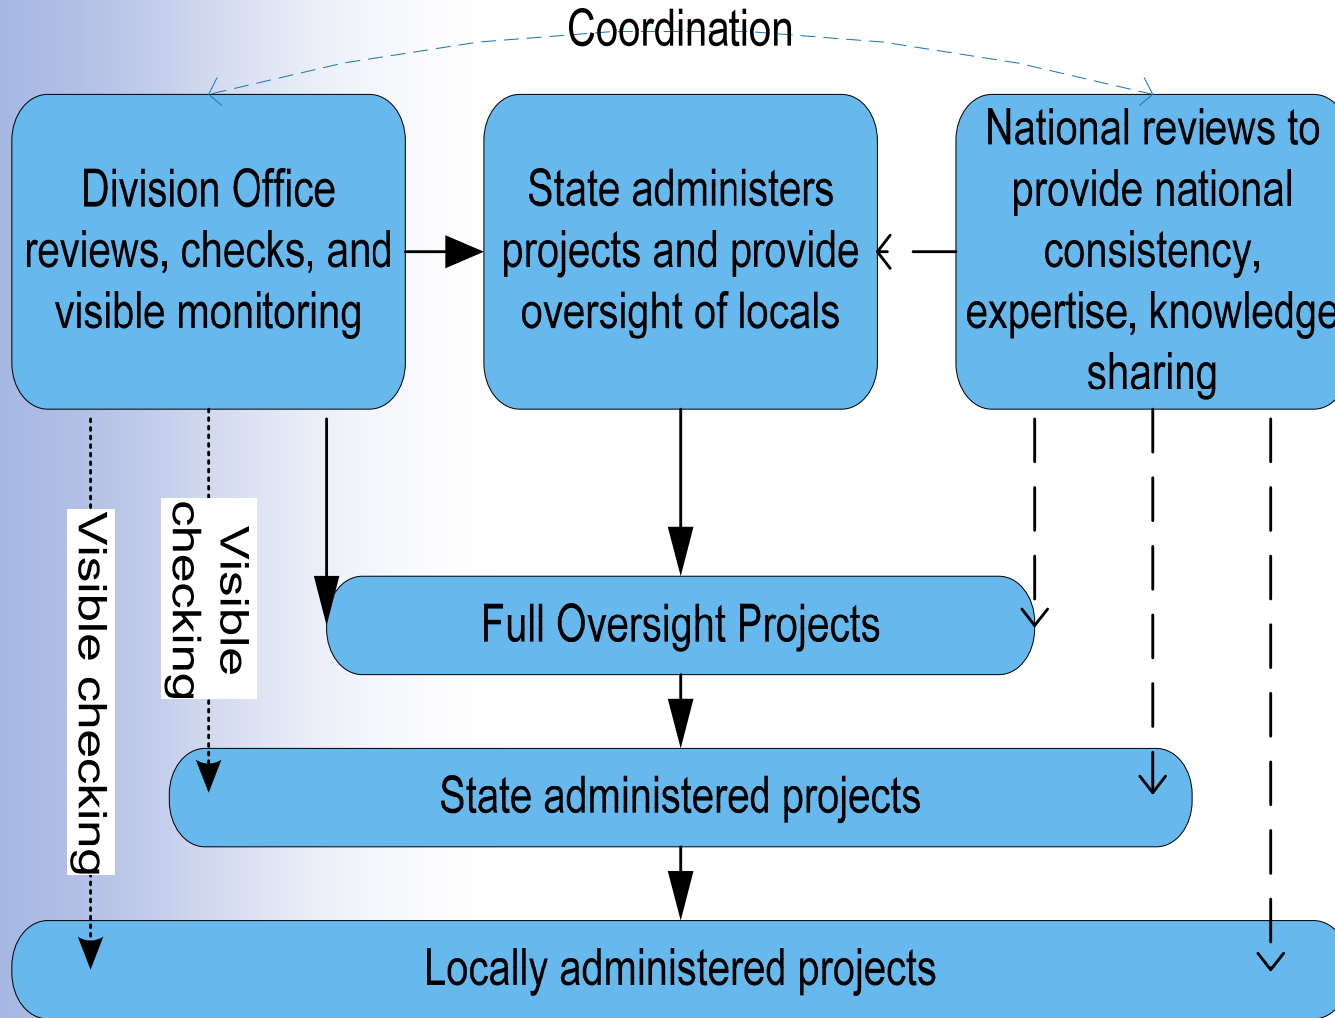 Coordination
Division Office
reviews, checks, and
visible monitoring
State administers
projects and provide
oversight of locals
National reviews to
provide national
consistency,
expertise, knowledge
sharing
Visible checking
Visible
checking
Full Oversight Projects
State administered projects
Locally administered projects